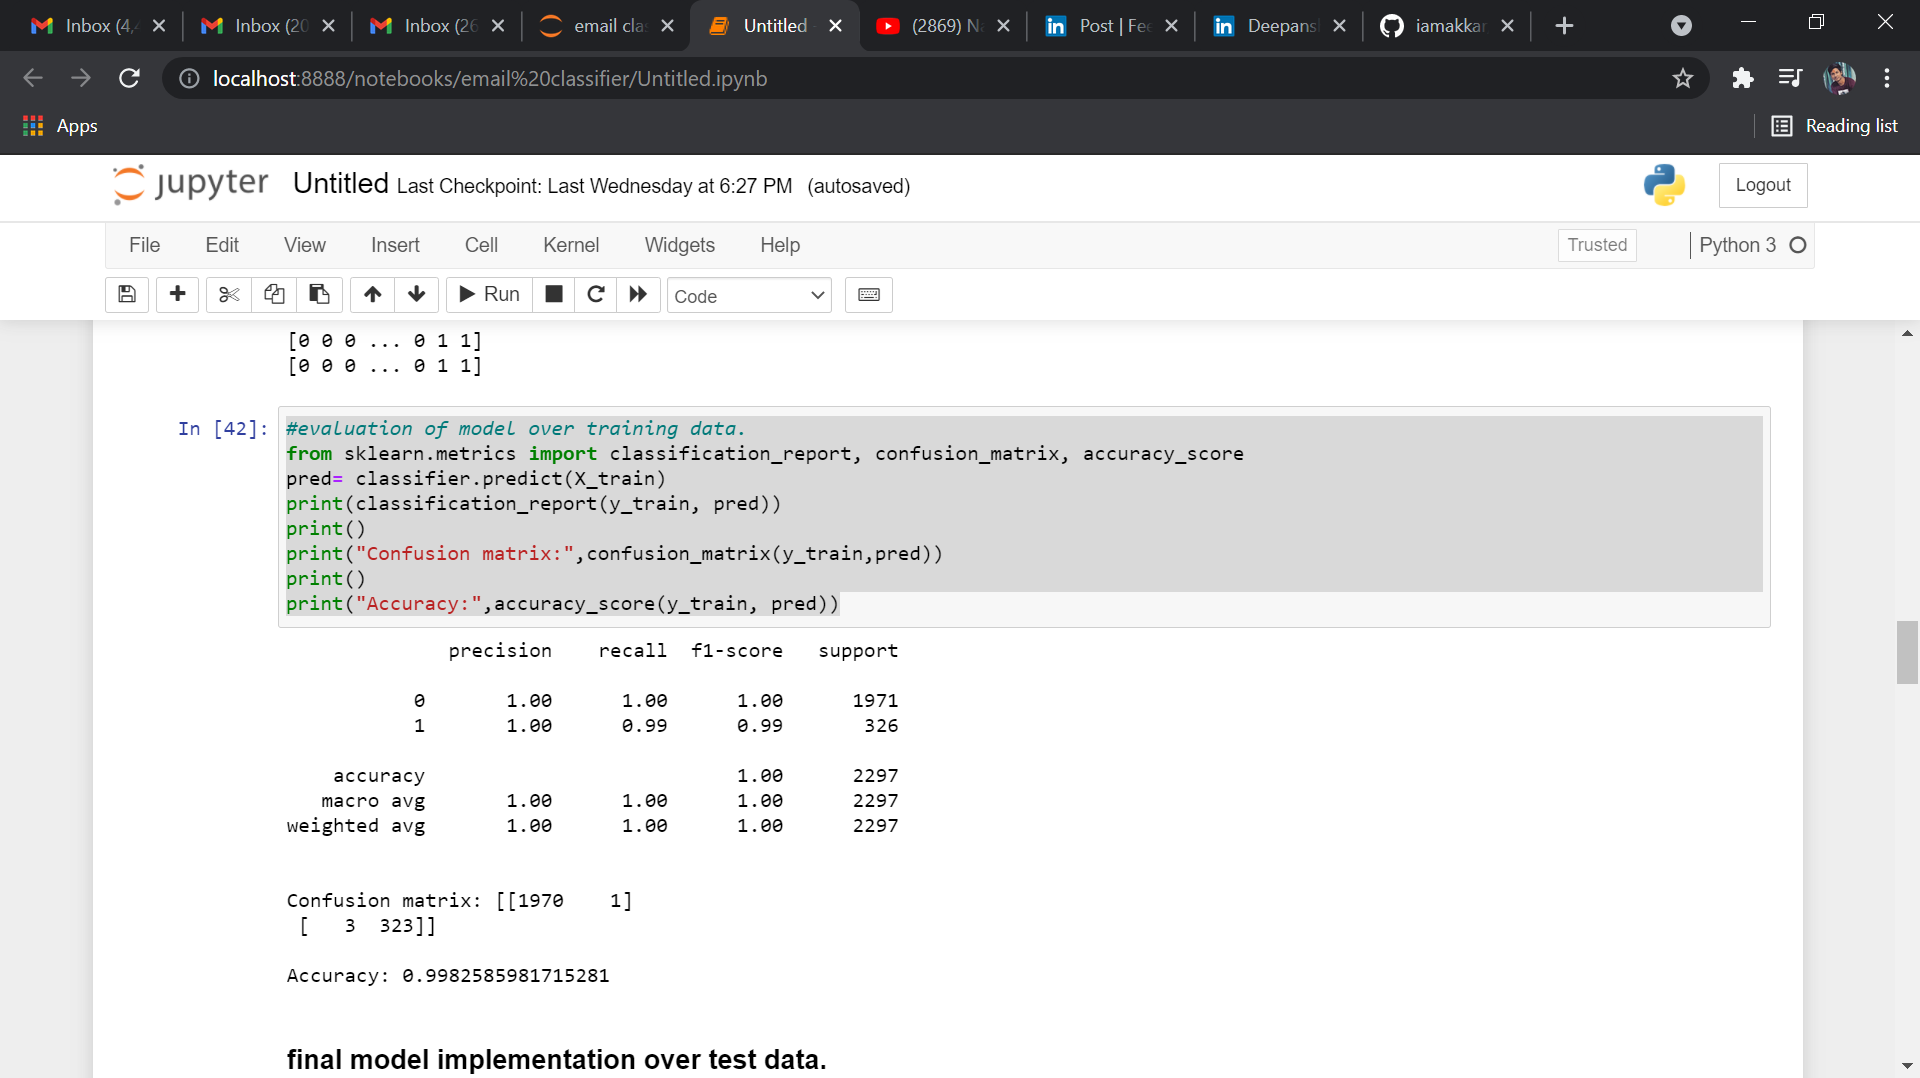 Inbox (4,4
Inbox (20
Inbox (26
email cla
Untitled
(2869) N
Post | Fee
Deepans
iamakkar
localhost:8888/notebooks/email%20classifier/Untitled.ipynb
Apps
Reading list
jupyter Untitled Last Checkpoint: Last Wednesday at 6:27 PM (autosaved)
Logout
File Edit View Insert Cell Kernel Widgets Help
Trusted
Python 3
Run
Code
[0 0 0 ... 0 1 1]
[0 0 0 ... 0 1 1]
In [42]:
#evaluation of model over training data.
from sklearn.metrics import classification_report, confusion_matrix, accuracy_score
pred= classifier.predict(X_train)
print(classification_report(y_train, pred))
print()
print("Confusion matrix:",confusion_matrix(y_train,pred))
print()
print("Accuracy:",accuracy_score(y_train, pred))
precision recall f1-score support
0 1.00 1.00 1.00 1971
1 1.00 0.99 0.99 326
accuracy 1.00 2297
macro avg 1.00 1.00 1.00 2297
weighted avg 1.00 1.00 1.00 2297
Confusion matrix: [[1970 1]
[ 3 323]]
Accuracy: 0.9982585981715281
final model implementation over test data.